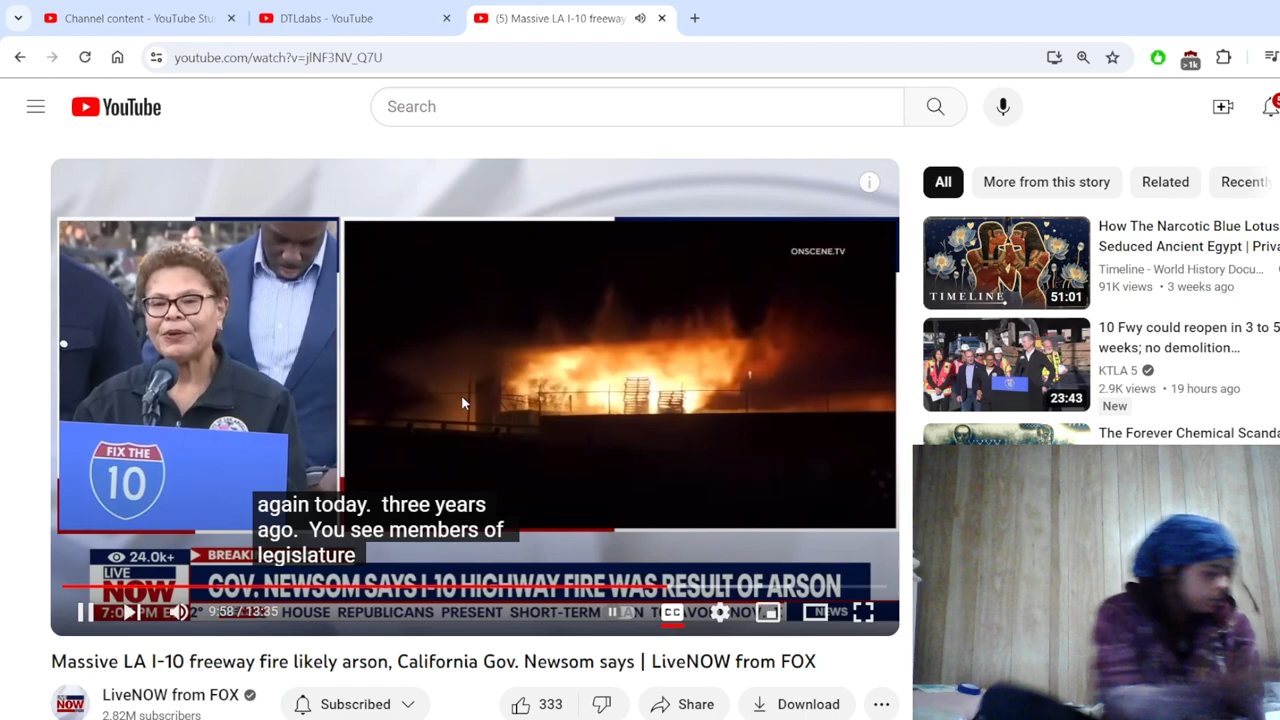 Channel content - YouTube Stu
DTLdabs - YouTube
(5) Massive LA I-10 freeway
youtube.com/watch?v=jlNF3NV_Q7U
>1k
YouTube
Search
All
More from this story
Related
Recently
ONSCENE.TV
FIX THE
10
again today.  three years
ago.  You see members of
legislature
24.0k+
LIVE
NOW
GOV. NEWSOM SAYS I-10 HIGHWAY FIRE WAS RESULT OF ARSON
9:58 / 13:35
HOUSE REPUBLICANS PRESENT SHORT-TERM
CC
NEWS
Massive LA I-10 freeway fire likely arson, California Gov. Newsom says | LiveNOW from FOX
LiveNOW from FOX
2.82M subscribers
Subscribed
333
Share
Download
TIMELINE
51:01
How The Narcotic Blue Lotus
Seduced Ancient Egypt | Priva
Timeline - World History Docu...
91K views • 3 weeks ago
23:43
10 Fwy could reopen in 3 to 5
weeks; no demolition...
KTLA 5
2.9K views • 19 hours ago
New
The Forever Chemical Scanda